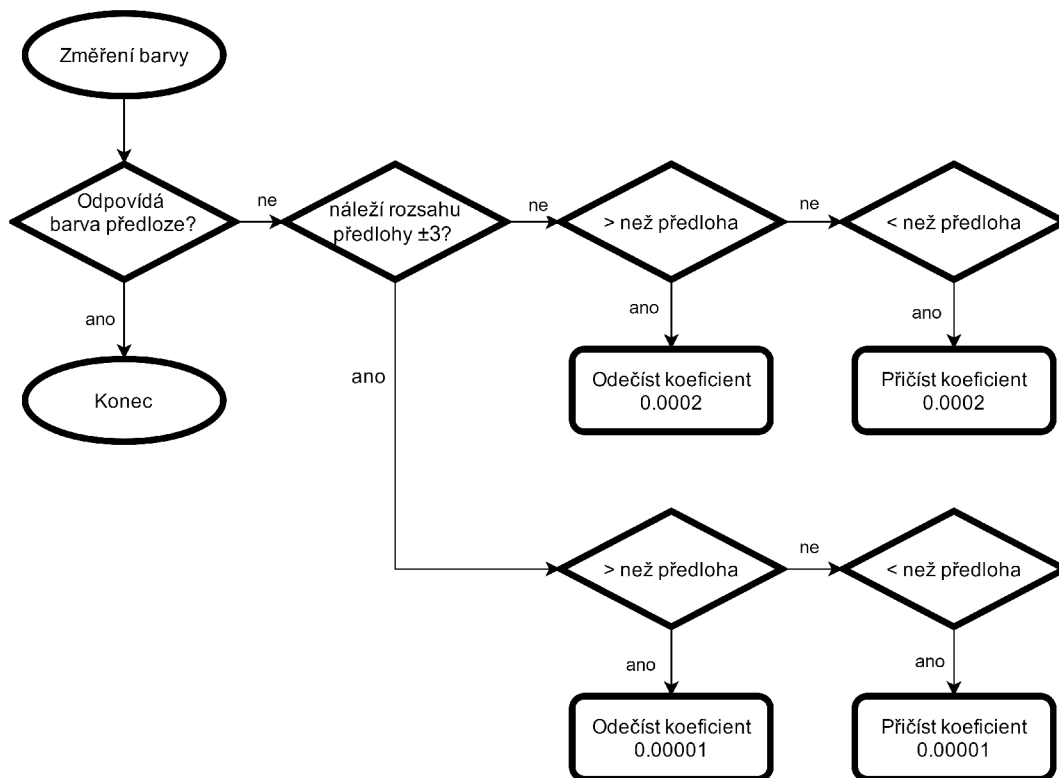 Změření barvy
Odpovídá
barva předloze?
ne
náleží rozsahu
předlohy ±3?
ne
> než předloha
ne
< než předloha
ano
Konec
ano
ano
Odečíst koeficient
0.0002
ano
Přičíst koeficient
0.0002
> než předloha
ne
< než předloha
ano
Odečíst koeficient
0.00001
ano
Přičíst koeficient
0.00001